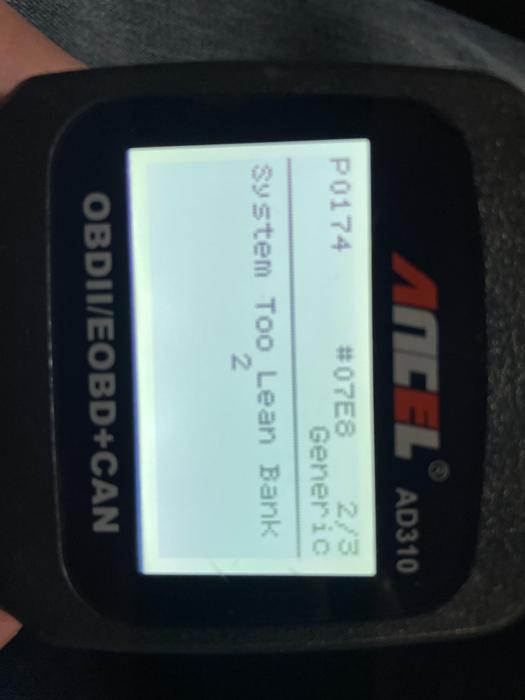 ANCEL® AD310
P0174 #07E8 2/3
Generic
System Too Lean Bank
2
OBDII/EOBD+CAN